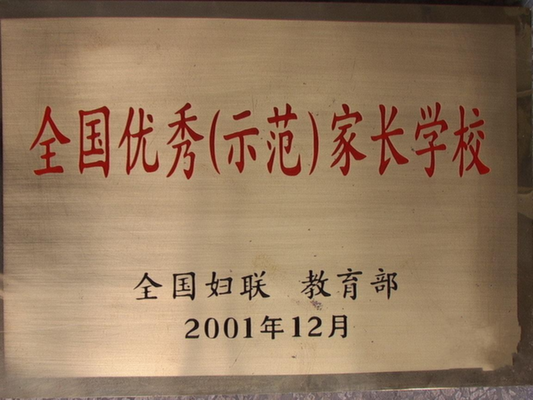 全国优秀(示范)家长学校
全国妇联 教育部
2001年12月